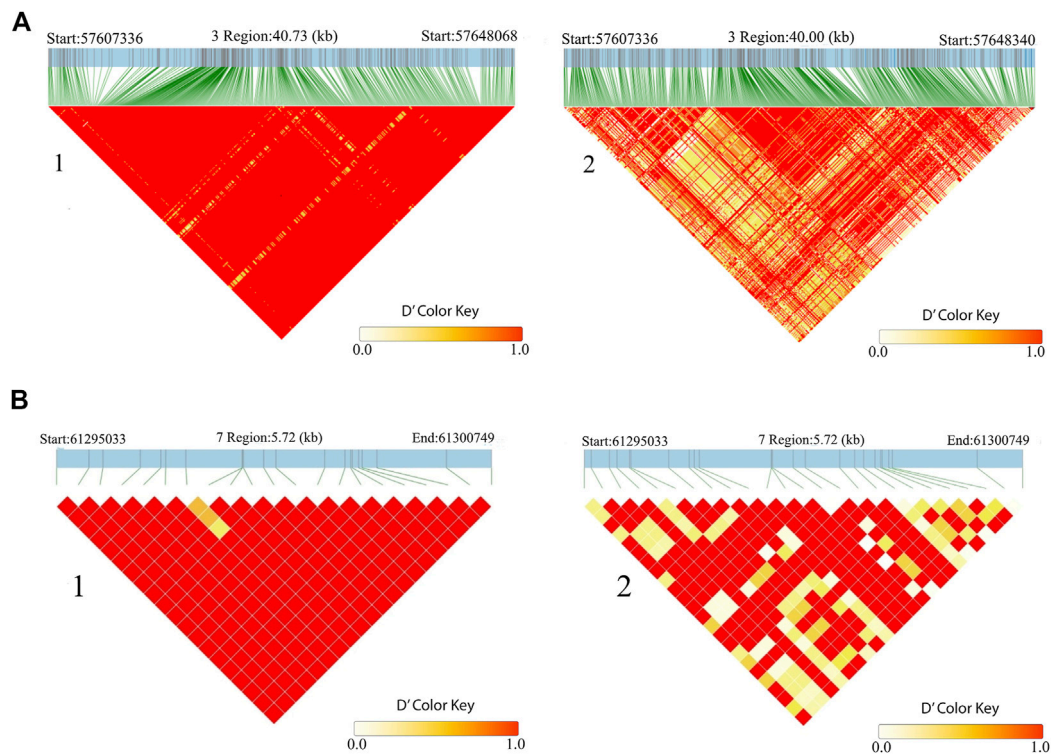 A
Start:57607336 3 Region:40.73 (kb) Start:57648068
Start:57607336 3 Region:40.00 (kb) Start:57648340
1
2
D' Color Key
0.0 1.0
D' Color Key
0.0 1.0
B
Start:61295033 7 Region:5.72 (kb) End:61300749
Start:61295033 7 Region:5.72 (kb) End:61300749
1
2
D' Color Key
0.0 1.0
D' Color Key
0.0 1.0